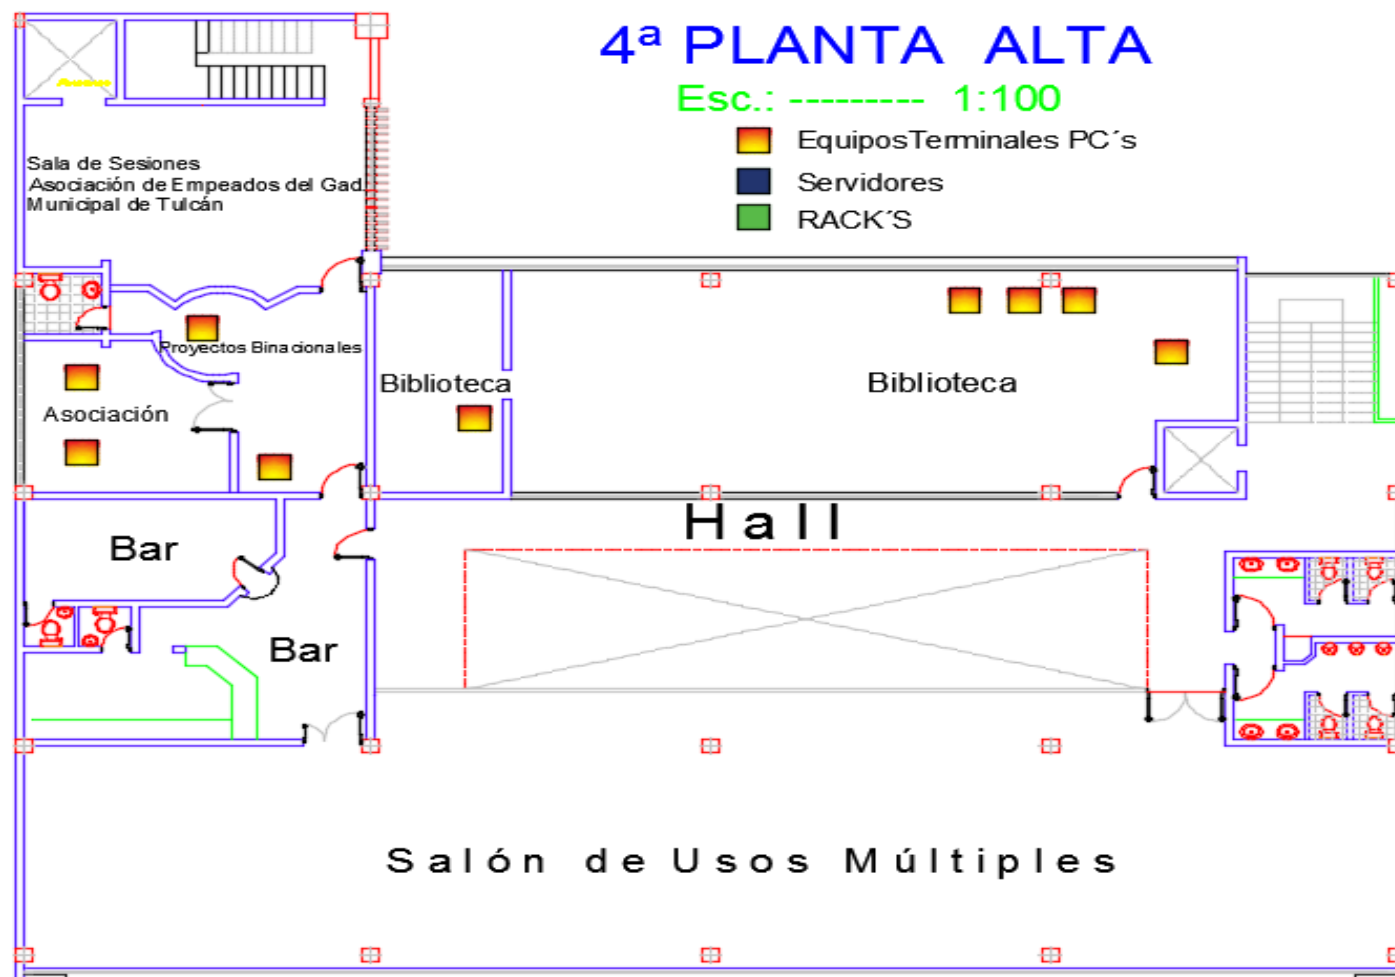 4ª PLANTA ALTA
Esc.: --------- 1:100
EquiposTerminales PC´s
Servidores
RACK´S
Sala de Sesiones
Asociación de Empeados del Gad.
Municipal de Tulcán
Proyectos Binacionales
Biblioteca
Biblioteca
Asociación
Hall
Bar
Bar
Salón de Usos Múltiples